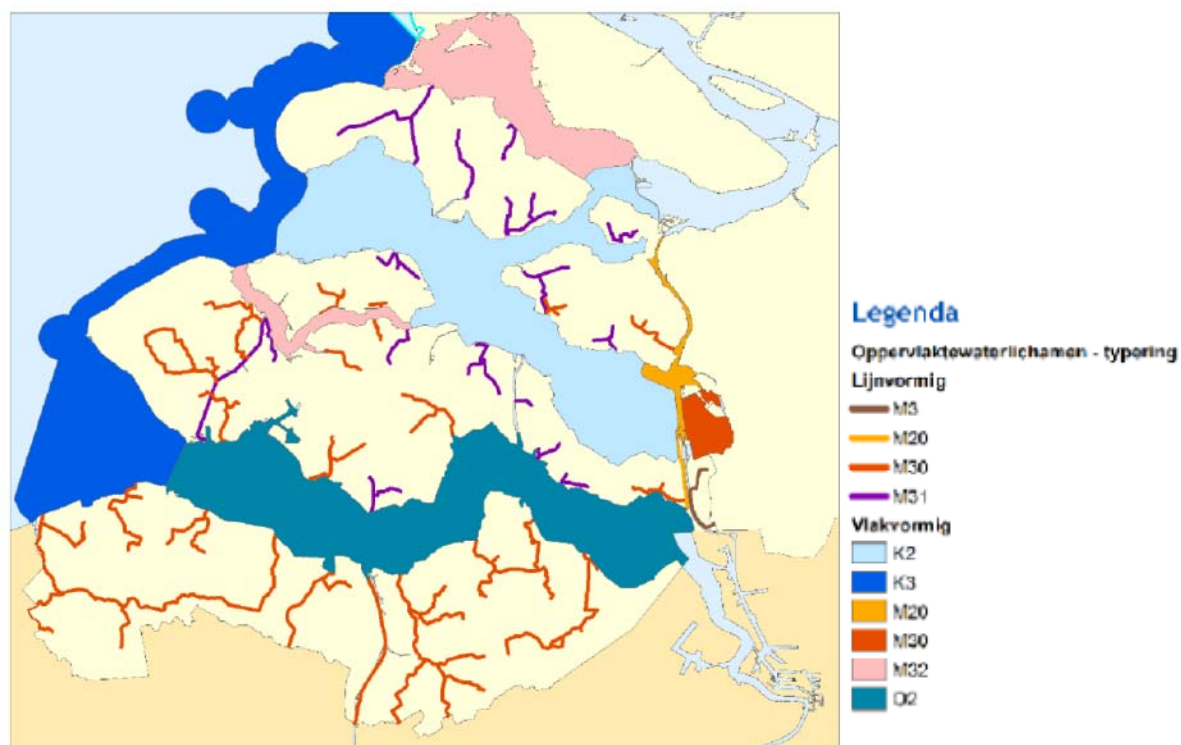 Legenda
Oppervlaktewaterlichamen - typering
Lijnvormig
M3
M20
M30
M31
Vlakvormig
K2
K3
M20
M30
M32
O2